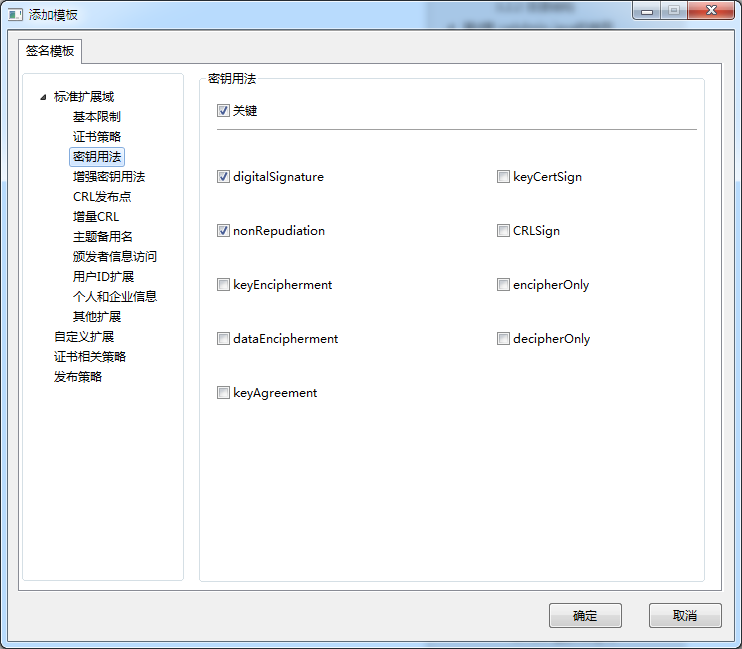 添加模板
签名模板
标准扩展域
基本限制
证书策略
密钥用法
增强密钥用法
CRL发布点
增量CRL
主题备用名
颁发者信息访问
用户ID扩展
个人和企业信息
其他扩展
自定义扩展
证书相关策略
发布策略
密钥用法
关键
digitalSignature
keyCertSign
nonRepudiation
CRLSign
keyEncipherment
encipherOnly
dataEncipherment
decipherOnly
keyAgreement
确定
取消